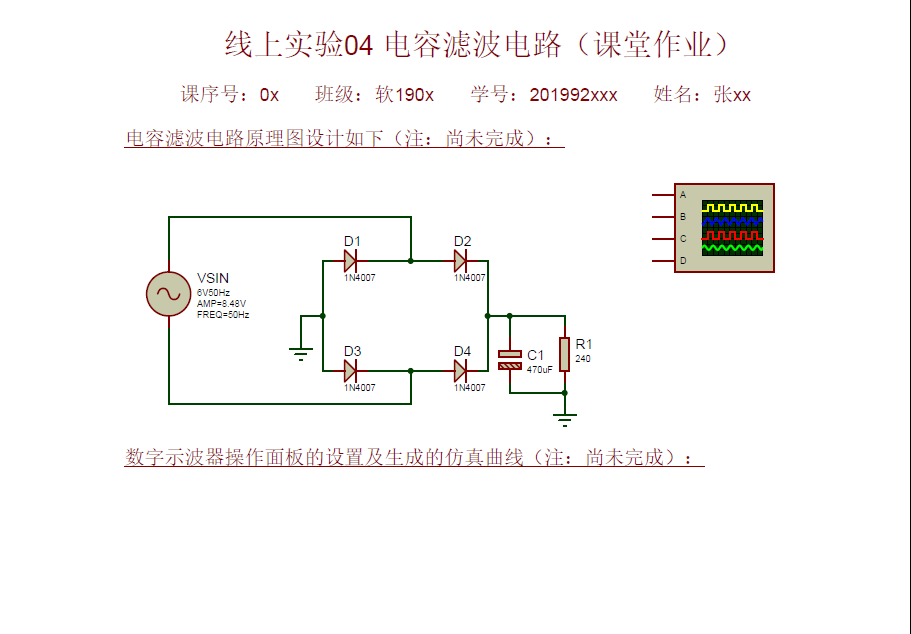 线上实验04 电容滤波电路（课堂作业）
课序号：0x 班级：软190x 学号：201992xxx 姓名：张xx
电容滤波电路原理图设计如下（注：尚未完成）：
A
B
C
D
D1
1N4007
D2
1N4007
VSIN
6V50Hz
AMP=8.48V
FREQ=50Hz
D3
1N4007
D4
1N4007
C1
470uF
R1
240
数字示波器操作面板的设置及生成的仿真曲线（注：尚未完成）：